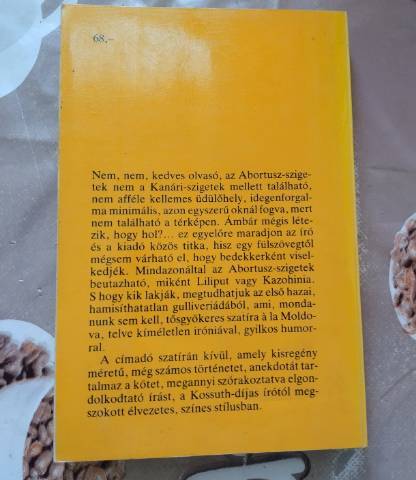 68,–
Nem, nem, kedves olvasó, az Abortusz-szige-
tek nem a Kanári-szigetek mellett található,
nem afféle kellemes üdülőhely, idegenforgal-
ma minimális, azon egyszerű oknál fogva, mert
nem található a térképen. Ámbár mégis léte-
zik, hogy hol?... ez egyelőre maradjon az író
és a kiadó közös titka, hisz egy fülszövegtől
mégsem várható el, hogy bedekkerként visel-
kedjék. Mindazonáltal az Abortusz-szigetek
beutazható, miként Liliput vagy Kazohinia.
S hogy kik lakják, megtudhatjuk az első hazai,
hamisíthatatlan gulliveriádából, ami, monda-
nunk sem kell, tősgyökeres szatíra à la Moldo-
va, telve kíméletlen iróniával, gyilkos humor-
ral.
A címadó szatírán kívül, amely kisregény
méretű, még számos történetet, anekdotát tar-
talmaz a kötet, megannyi szórakoztatva elgon-
dolkodtató írást, a Kossuth-díjas írótól meg-
szokott élvezetes, színes stílusban.